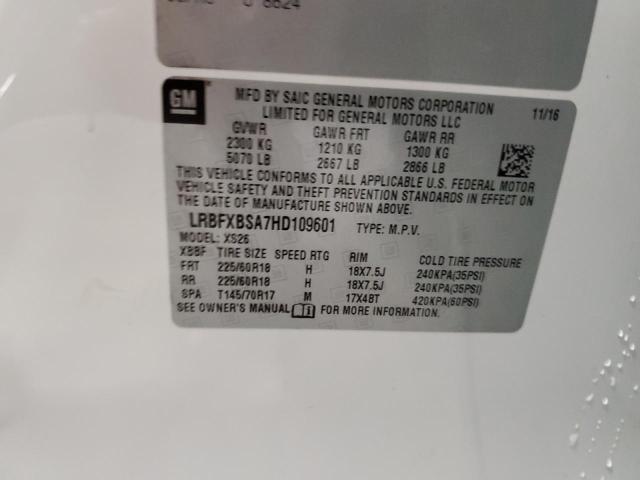 8624
GM
MFD BY SAIC GENERAL MOTORS CORPORATION
LIMITED FOR GENERAL MOTORS LLC
11/16
GVWR GAWR FRT GAWR RR
2300 KG 1210 KG 1300 KG
5070 LB 2667 LB 2866 LB
THIS VEHICLE CONFORMS TO ALL APPLICABLE U.S. FEDERAL MOTOR
VEHICLE SAFETY AND THEFT PREVENTION STANDARDS IN EFFECT ON
THE DATE OF MANUFACTURE SHOWN ABOVE.
LRBFXBSA7HD109601 TYPE: M.P.V.
MODEL: XS26
XBBF TIRE SIZE SPEED RTG RIM COLD TIRE PRESSURE
FRT 225/60R18 H 18X7.5J 240KPA(35PSI)
RR 225/60R18 H 18X7.5J 240KPA(35PSI)
SPA T145/70R17 M 17X4BT 420KPA(60PSI)
SEE OWNER'S MANUAL FOR MORE INFORMATION.